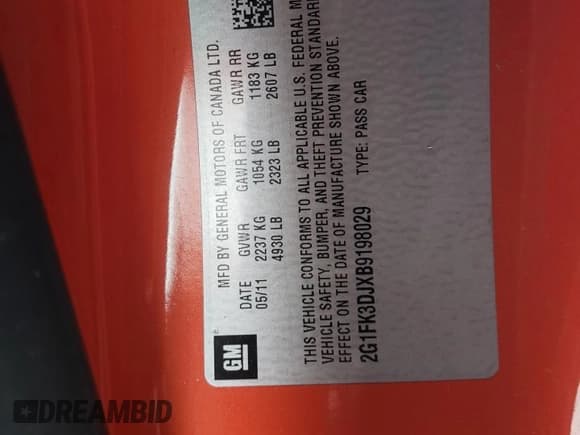 GM
MFD BY GENERAL MOTORS OF CANADA LTD.
DATE GVWR GAWR FRT GAWR RR
05/11 2237 KG 1054 KG 1183 KG
4930 LB 2323 LB 2607 LB
THIS VEHICLE CONFORMS TO ALL APPLICABLE U.S. FEDERAL
VEHICLE SAFETY, BUMPER, AND THEFT PREVENTION STANDARD
EFFECT ON THE DATE OF MANUFACTURE SHOWN ABOVE.
2G1FK3DJXB9198029 TYPE: PASS CAR
DREAMBID